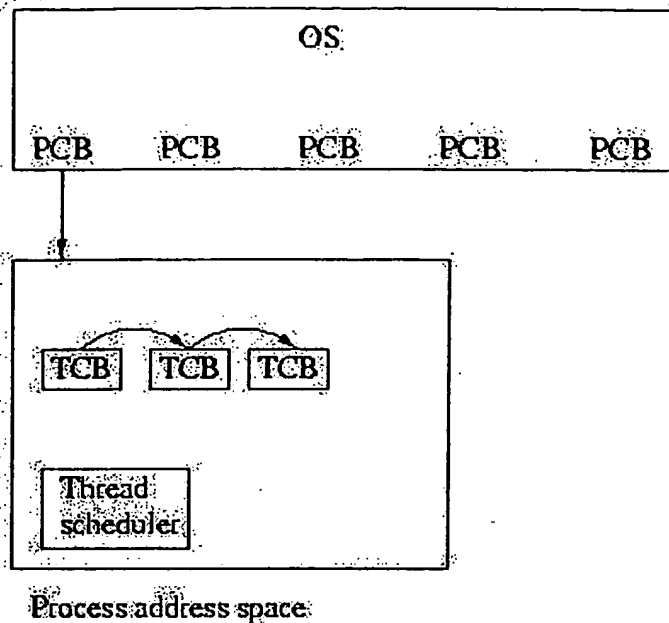 OS
PCB PCB PCB PCB PCB
TCB TCB TCB
Thread
scheduler
Process address space